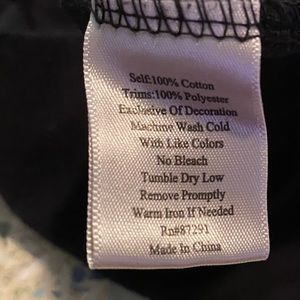 Self:100% Cotton
Trims:100% Polyester
Exclusive Of Decoration
Machine Wash Cold
With Like Colors
No Bleach
Tumble Dry Low
Remove Promptly
Warm Iron If Needed
Rn#87291
Made In China